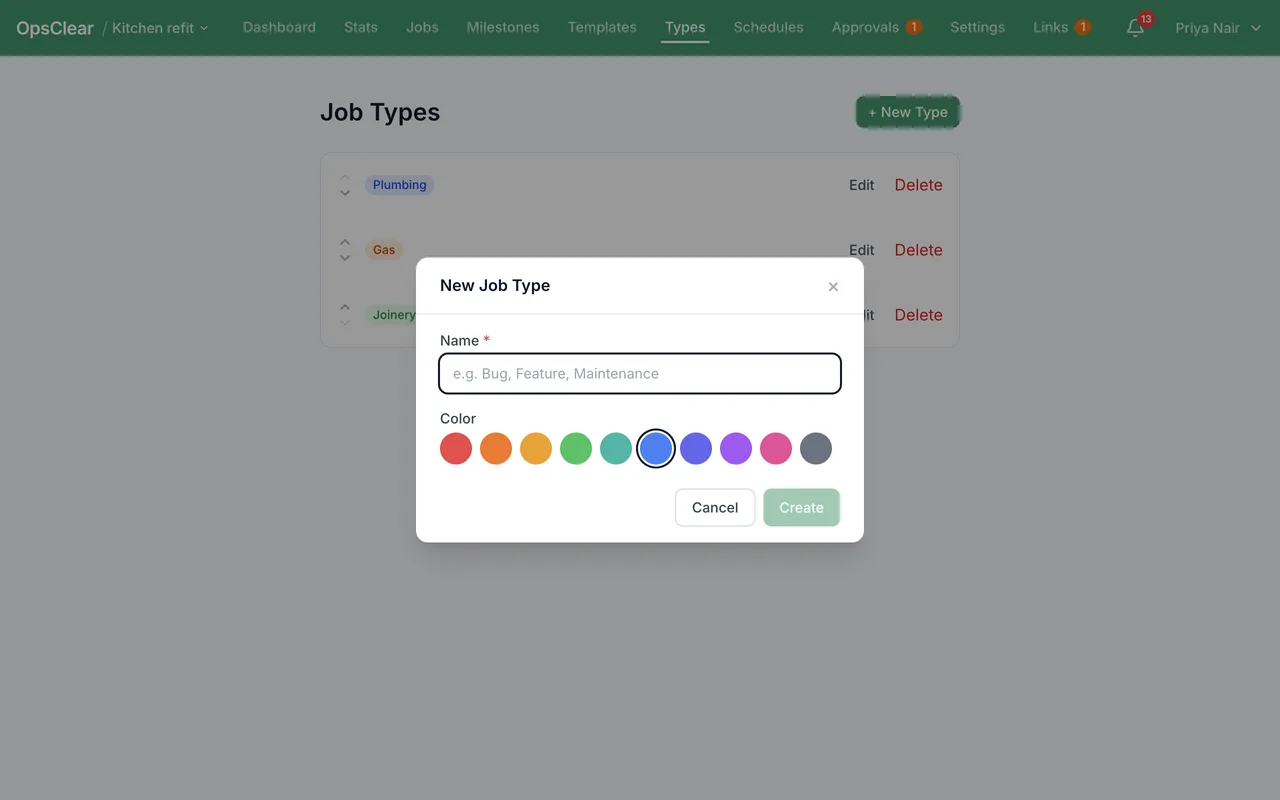 OpsClear / Kitchen refit Dashboard Stats Jobs Milestones Templates Types Schedules Approvals 1 Settings Links 1 13 Priya Nair
Job Types + New Type
Plumbing Edit Delete
Gas Edit Delete
Joinery Delete
New Job Type ×
Name *
e.g. Bug, Feature, Maintenance
Color
Cancel Create